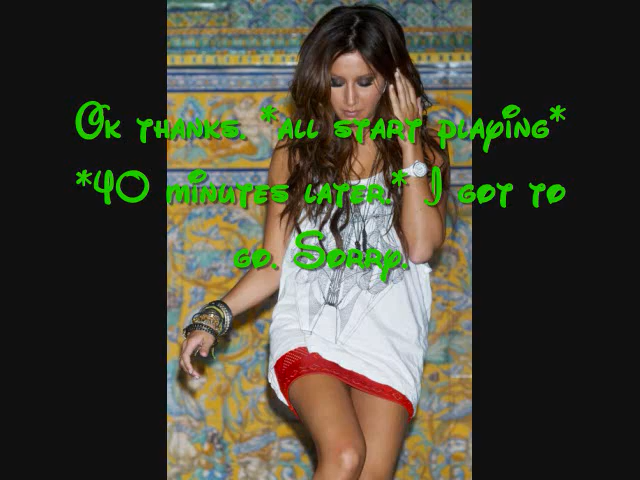 Ok thanks. *all start playing*
*40 minutes later.* I got to
go. Sorry.